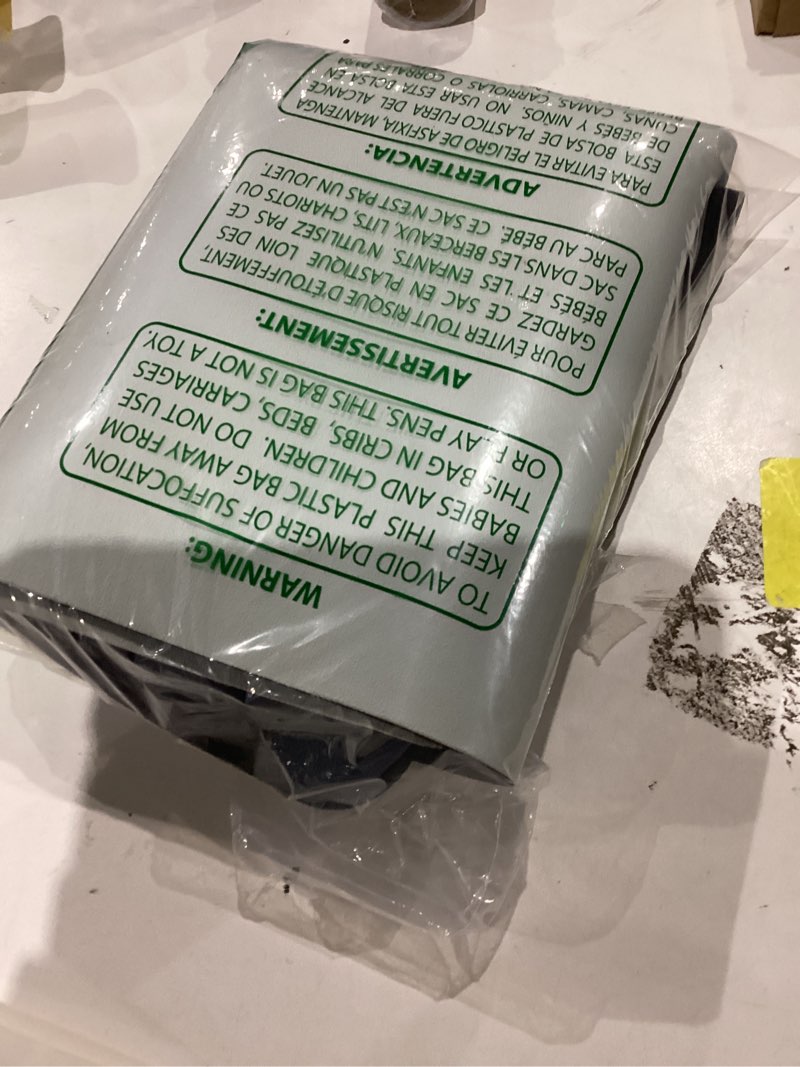 WARNING:
TO AVOID DANGER OF SUFFOCATION,
KEEP THIS PLASTIC BAG AWAY FROM
BABIES AND CHILDREN. DO NOT USE
THIS BAG IN CRIBS, BEDS, CARRIAGES
OR PLAY PENS. THIS BAG IS NOT A TOY.
AVERTISSEMENT:
POUR ÉVITER TOUT RISQUE D'ÉTOUFFEMENT,
GARDEZ CE SAC EN PLASTIQUE LOIN DES
BÉBÉS ET LES ENFANTS. N'UTILISEZ PAS CE
SAC DANS LES BERCEAUX, LITS, CHARIOTS OU
PARC AU BÉBÉ. CE SAC N'EST PAS UN JOUET.
ADVERTENCIA:
PARA EVITAR EL PELIGRO DE ASFIXIA, MANTENGA
ESTA BOLSA DE PLASTICO FUERA DEL ALCANCE
DE BEBÉS Y NIÑOS. NO USAR ESTA BOLSA EN
CUNAS, CAMAS, CARRIOLAS O CORRALES PARA